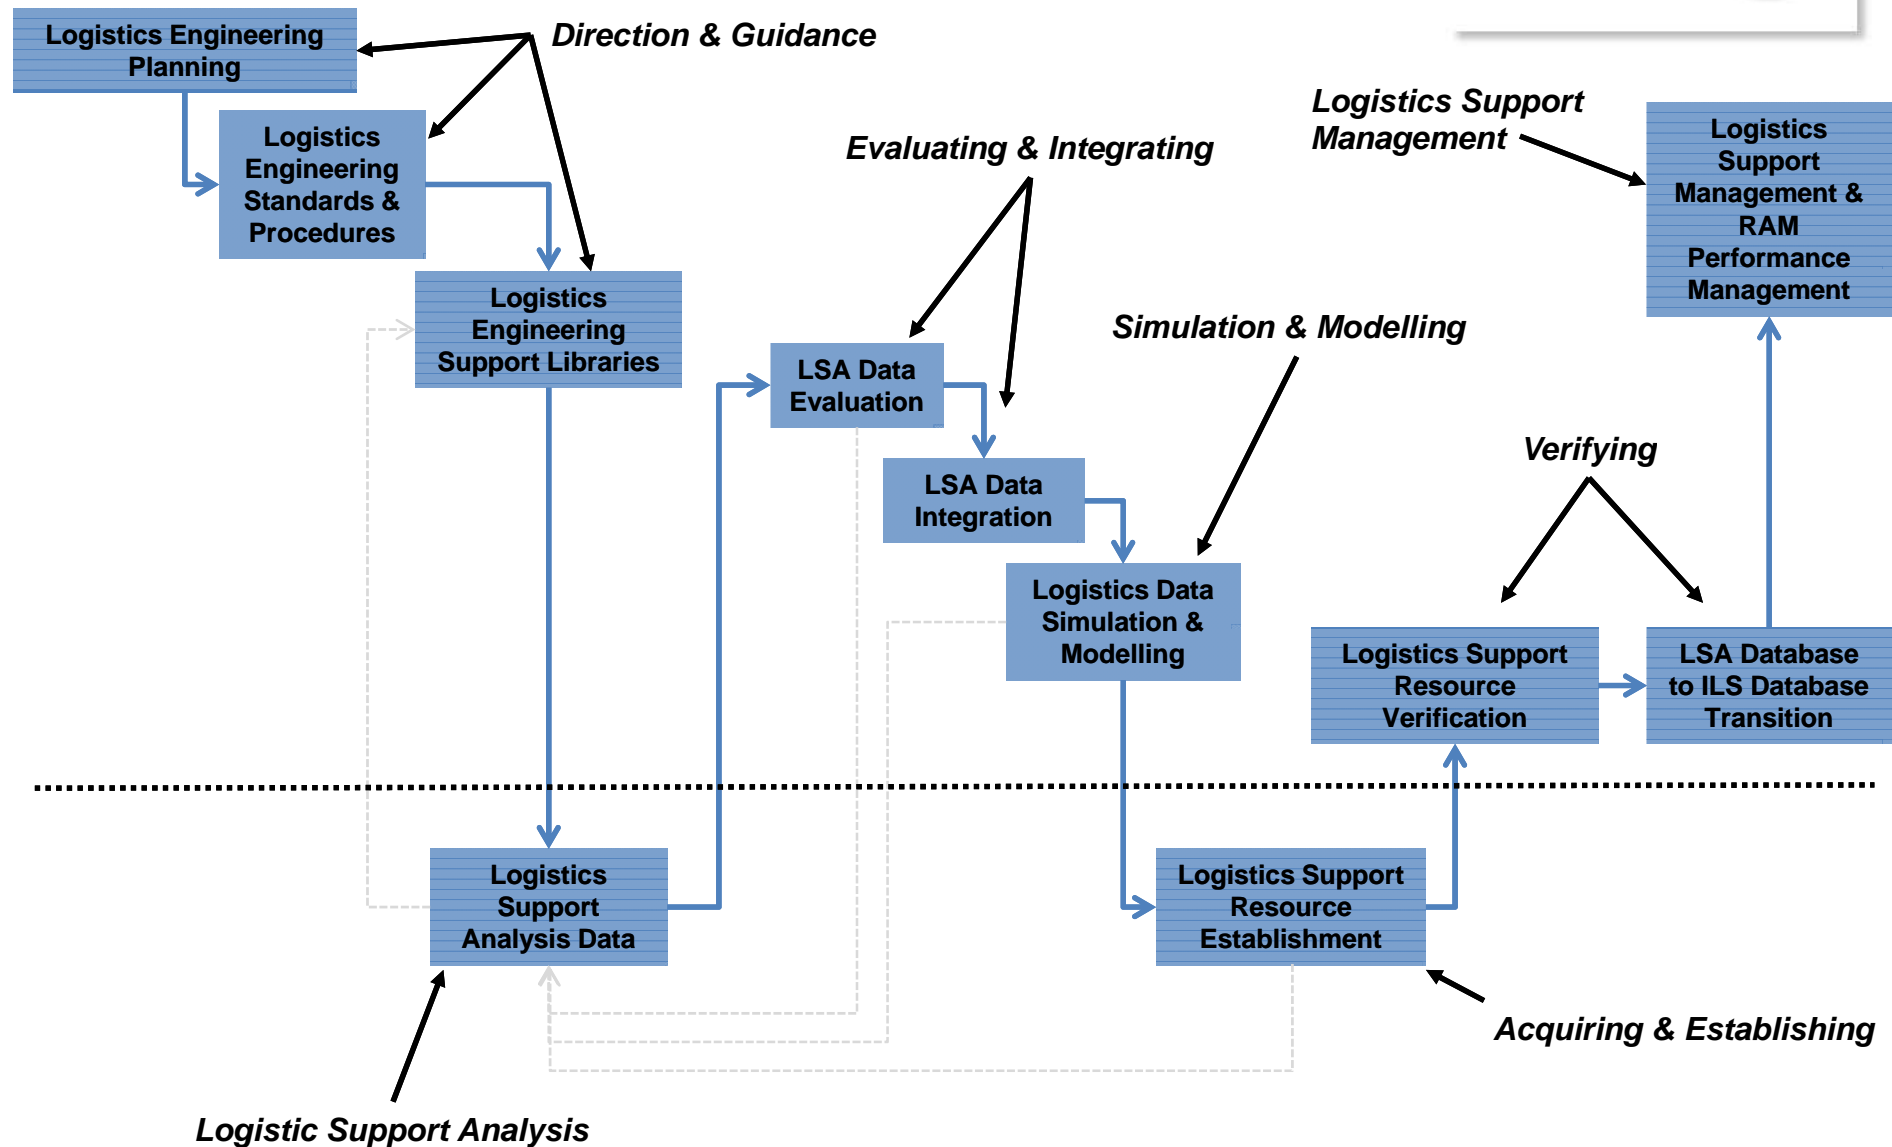 Logistics Engineering
Planning
Direction & Guidance
Logistics
Engineering
Standards &
Procedures
Logistics
Engineering
Support Libraries
Evaluating & Integrating
Logistics Support
Management
Logistics
Support
Management &
RAM
Performance
Management
Simulation & Modelling
LSA Data
Evaluation
LSA Data
Integration
Logistics Data
Simulation &
Modelling
Verifying
Logistics Support
Resource
Verification
LSA Database
to ILS Database
Transition
Logistics
Support
Analysis Data
Logistics Support
Resource
Establishment
Acquiring & Establishing
Logistic Support Analysis